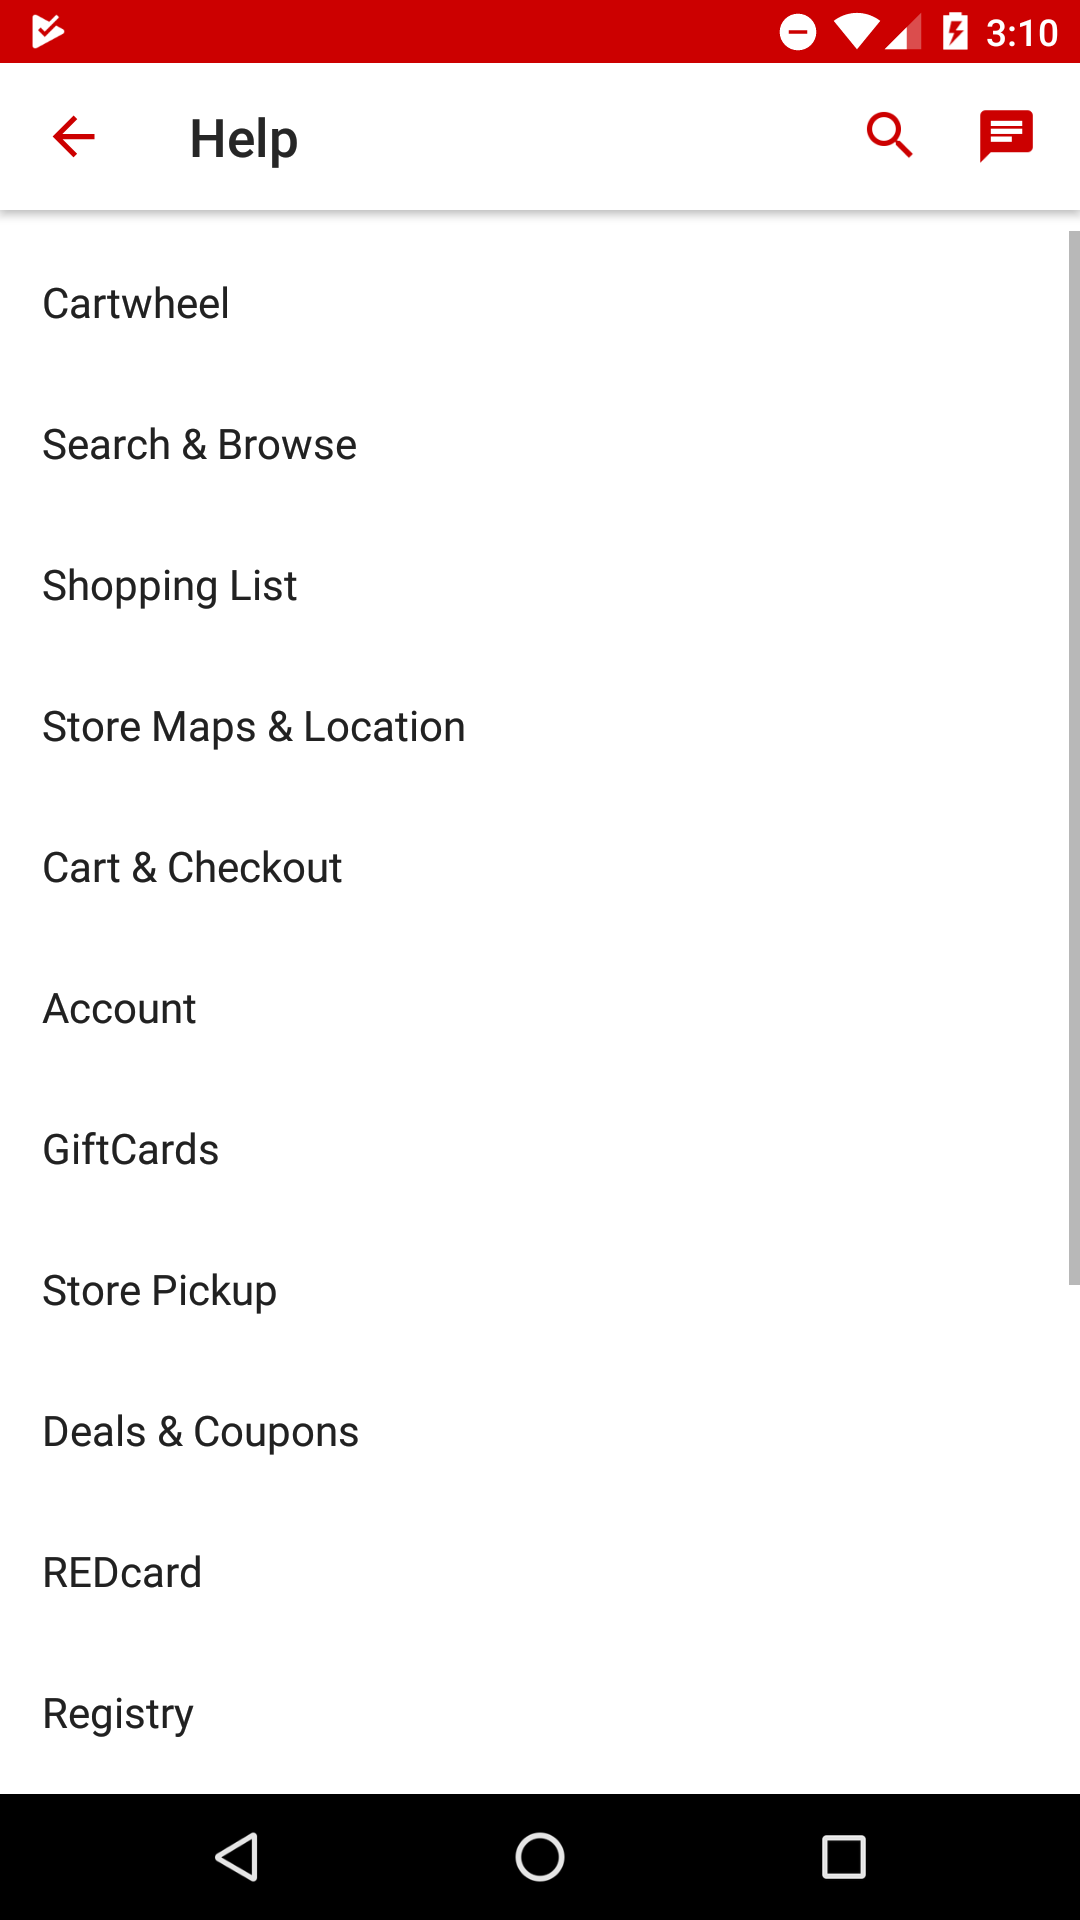 3:10
Help
Cartwheel
Search & Browse
Shopping List
Store Maps & Location
Cart & Checkout
Account
GiftCards
Store Pickup
Deals & Coupons
REDcard
Registry